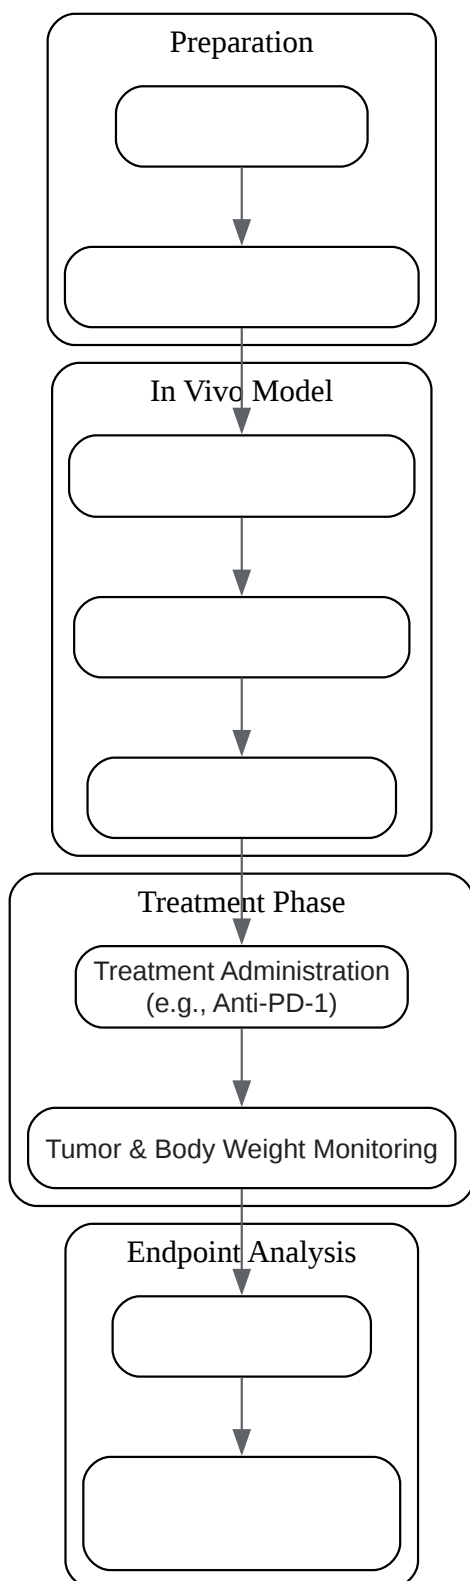 Preparation
In Vivo Model
Treatment Phase
Treatment Administration
(e.g., Anti-PD-1)
Tumor & Body Weight Monitoring
Endpoint Analysis